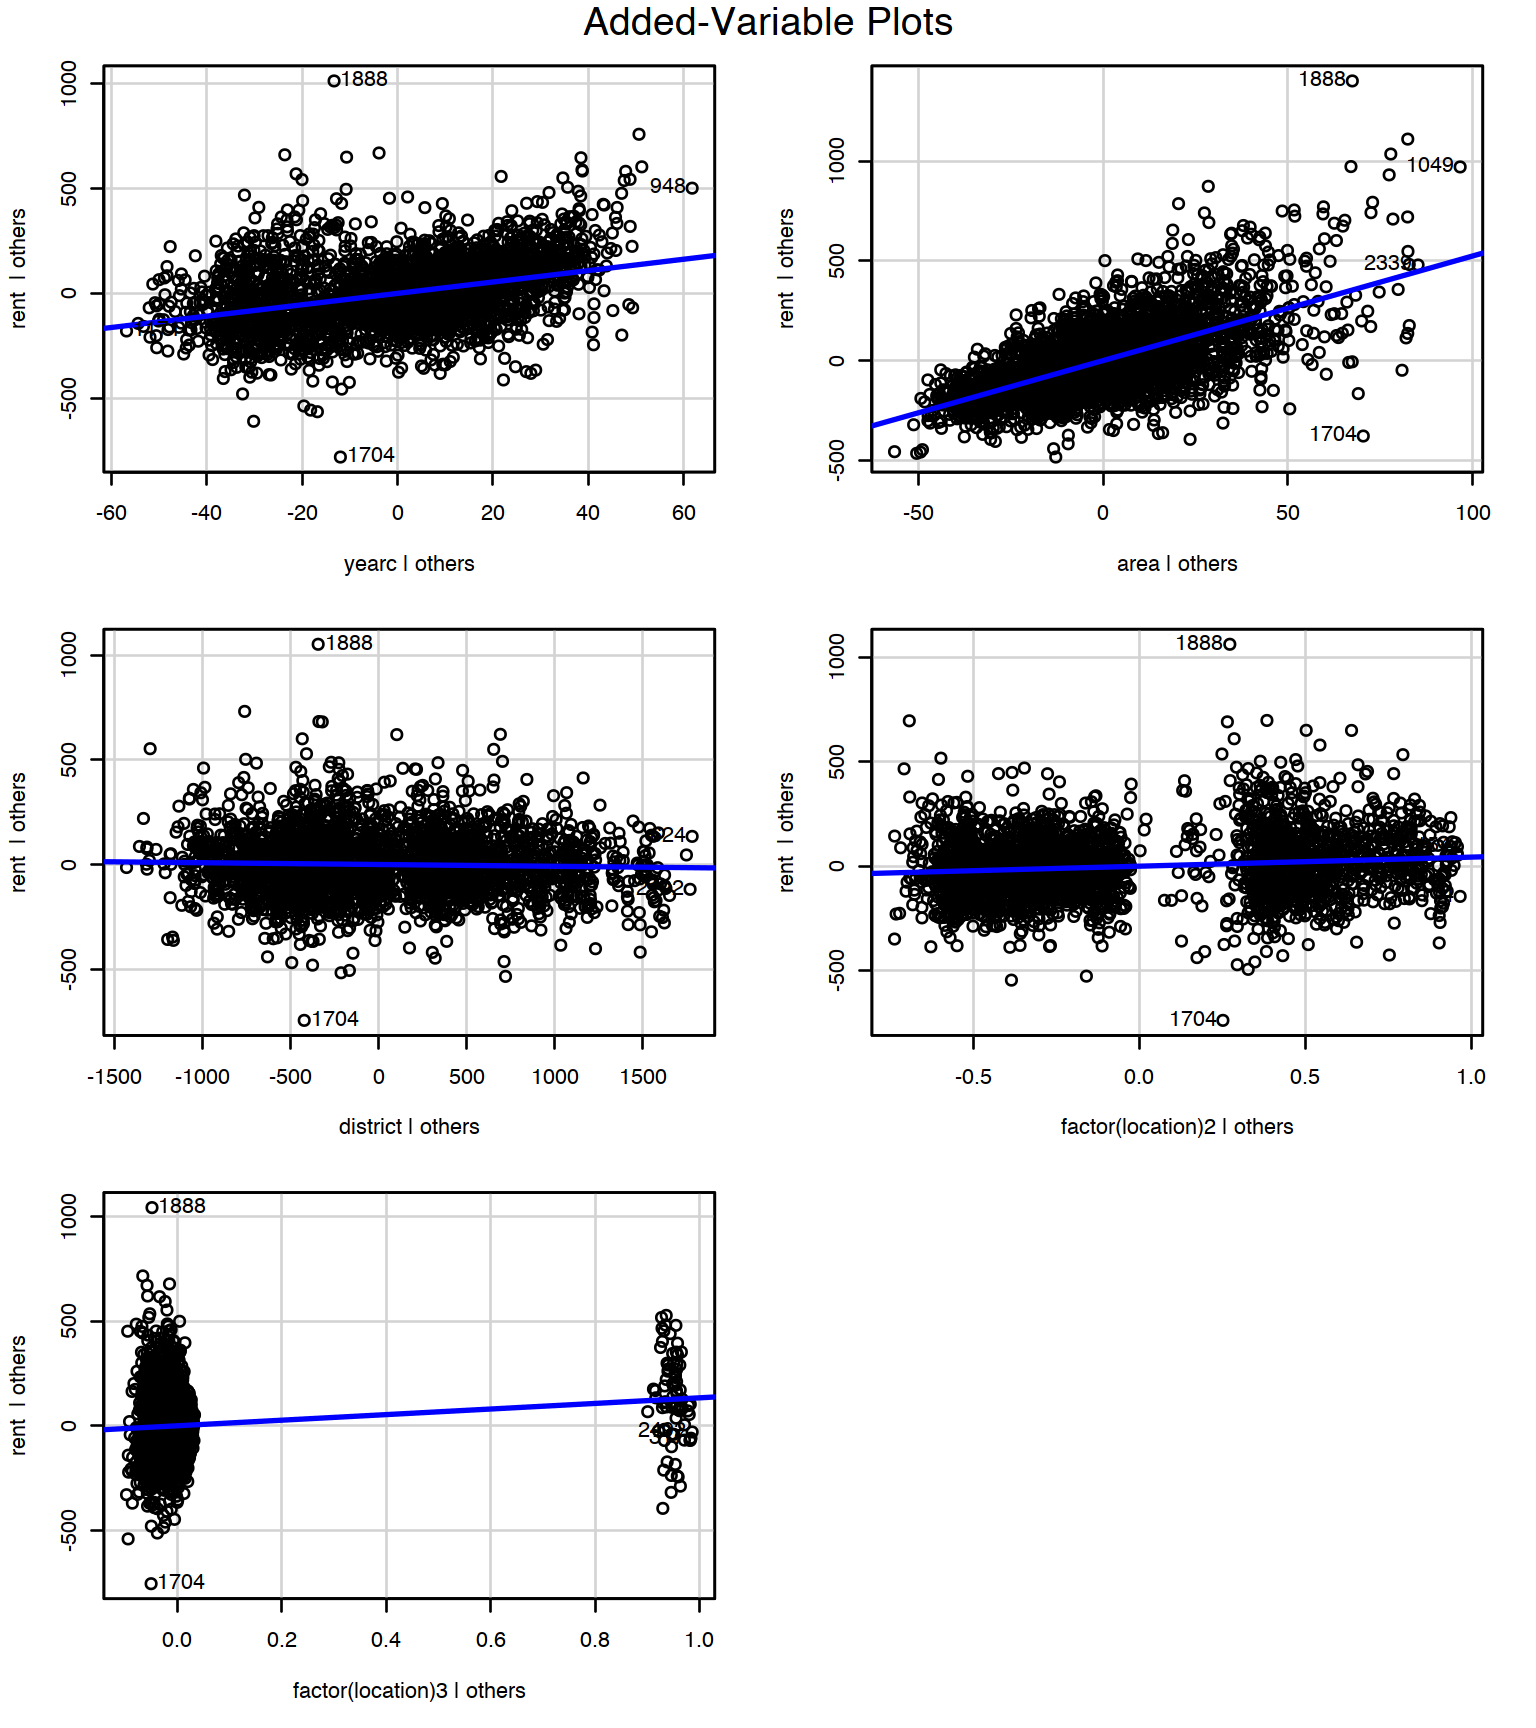 Added-Variable Plots
1000
500
0
-500
rent | others
1888
948
1704
-60 -40 -20 0 20 40 60
yearc | others
1000
500
0
-500
rent | others
1888
1049
2339
1704
-50 0 50 100
area | others
1000
500
0
-500
rent | others
1888
1704
-1500 -1000 -500 0 500 1000 1500
district | others
1000
500
0
-500
rent | others
1888
1704
-0.5 0.0 0.5 1.0
factor(location)2 | others
1000
500
0
-500
rent | others
1888
1704
0.0 0.2 0.4 0.6 0.8 1.0
factor(location)3 | others